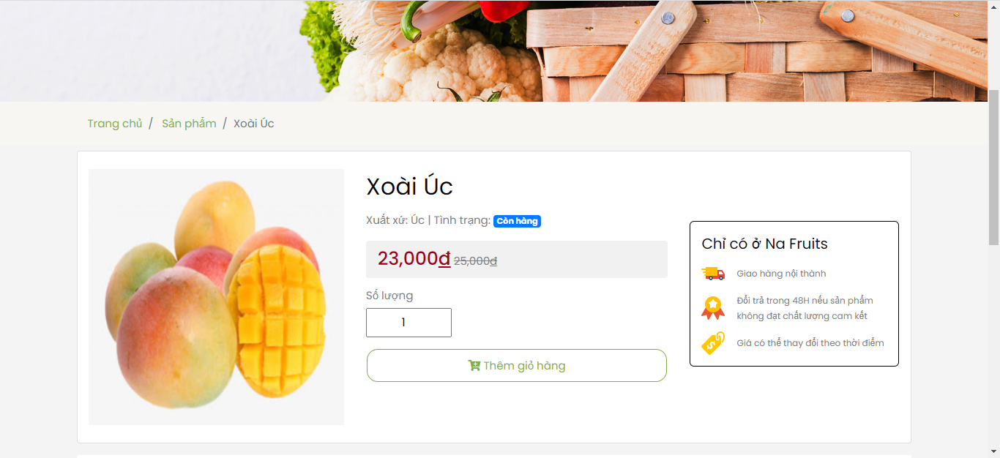 Trang chủ / Sản phẩm / Xoài Úc
Xoài Úc
Xuất xứ: Úc | Tình trạng: Còn hàng
23,000₫ 25,000₫
Số lượng
1
Thêm giỏ hàng
Chỉ có ở Na Fruits
Giao hàng nội thành
Đổi trả trong 48H nếu sản phẩm
không đạt chất lượng cam kết
Giá có thể thay đổi theo thời điểm